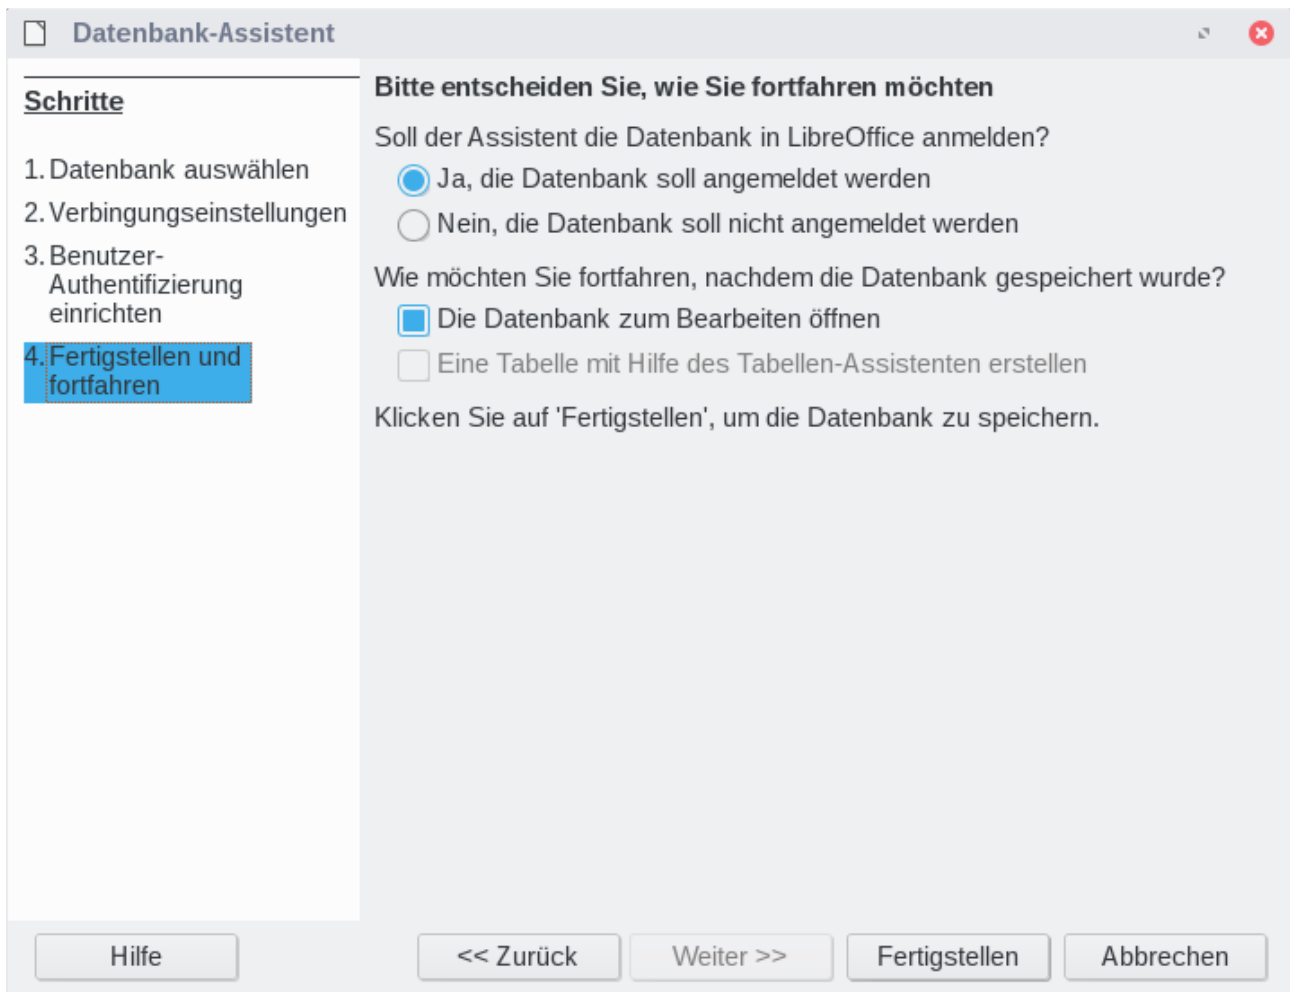 Datenbank-Assistent
Schritte
1. Datenbank auswählen
2. Verbingungseinstellungen
3. Benutzer-
Authentifizierung
einrichten
4. Fertigstellen und
fortfahren
Bitte entscheiden Sie, wie Sie fortfahren möchten
Soll der Assistent die Datenbank in LibreOffice anmelden?
Ja, die Datenbank soll angemeldet werden
Nein, die Datenbank soll nicht angemeldet werden
Wie möchten Sie fortfahren, nachdem die Datenbank gespeichert wurde?
Die Datenbank zum Bearbeiten öffnen
Eine Tabelle mit Hilfe des Tabellen-Assistenten erstellen
Klicken Sie auf 'Fertigstellen', um die Datenbank zu speichern.
Hilfe
<< Zurück
Weiter >>
Fertigstellen
Abbrechen